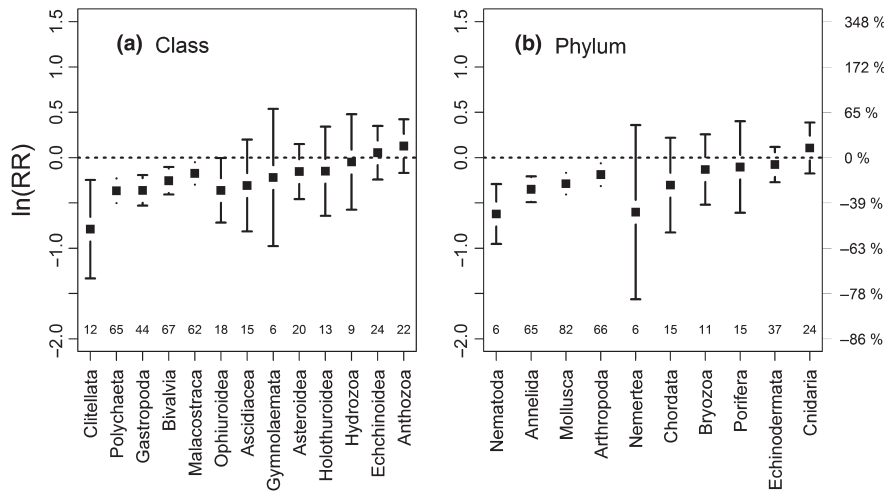 (a) Class
ln(RR)
1.5
1.0
0.5
0.0
−1.0
−2.0
12 65 44 67 62 18 15 6 20 13 9 24 22
Clitellata
Polychaeta
Gastropoda
Bivalvia
Malacostraca
Ophiuroidea
Ascidiacea
Gymnolaemata
Asteroidea
Holothuroidea
Hydrozoa
Echchinoidea
Anthozoa
(b) Phylum
1.5
1.0
0.5
0.0
−1.0
−2.0
348 %
172 %
65 %
0 %
−39 %
−63 %
−78 %
−86 %
6 65 82 66 6 15 11 15 37 24
Nematoda
Annelida
Mollusca
Arthropoda
Nemertea
Chordata
Bryozoa
Porifera
Echinodermata
Cnidaria